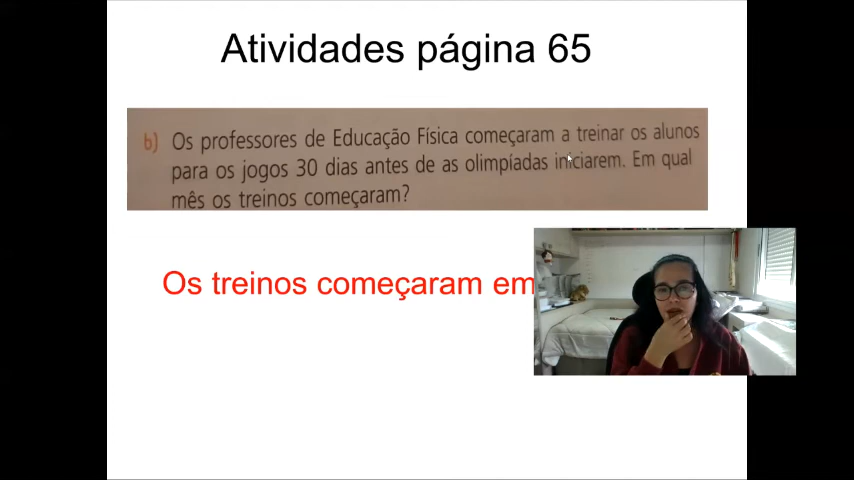 Atividades página 65
b) Os professores de Educação Física começaram a treinar os alunos
para os jogos 30 dias antes de as olimpíadas iniciarem. Em qual
mês os treinos começaram?
Os treinos começaram em